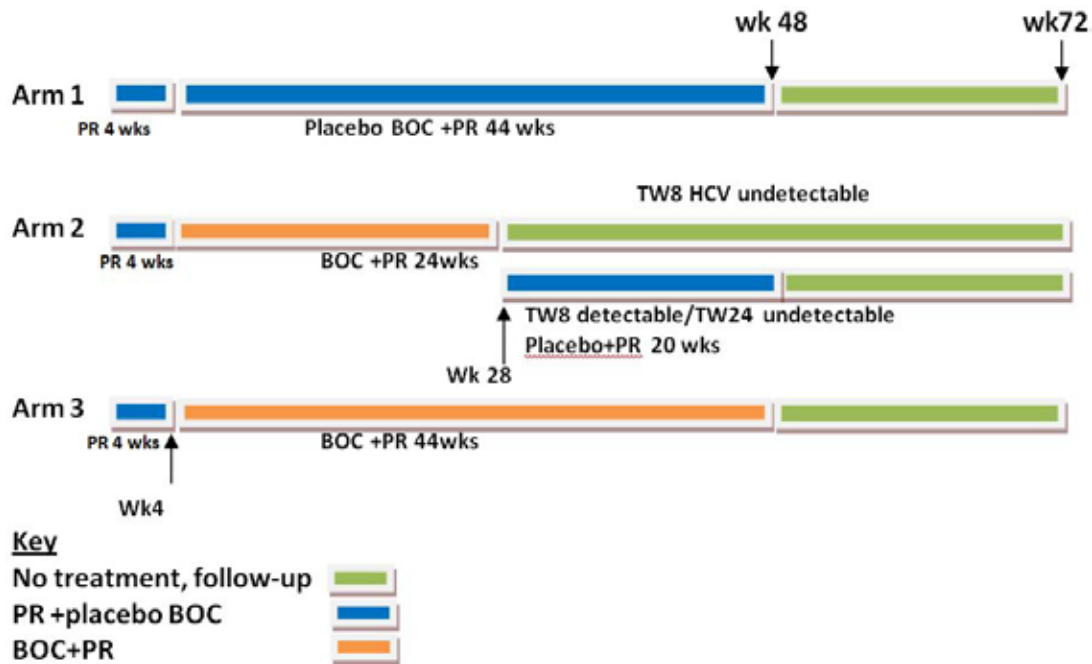 wk 48
wk72
Arm 1
PR 4 wks
Placebo BOC +PR 44 wks
TW8 HCV undetectable
Arm 2
PR 4 wks
BOC +PR 24wks
TW8 detectable/TW24 undetectable
Placebo+PR 20 wks
Wk 28
Arm 3
PR 4 wks
BOC +PR 44wks
Wk4
Key
No treatment, follow-up
PR +placebo BOC
BOC+PR